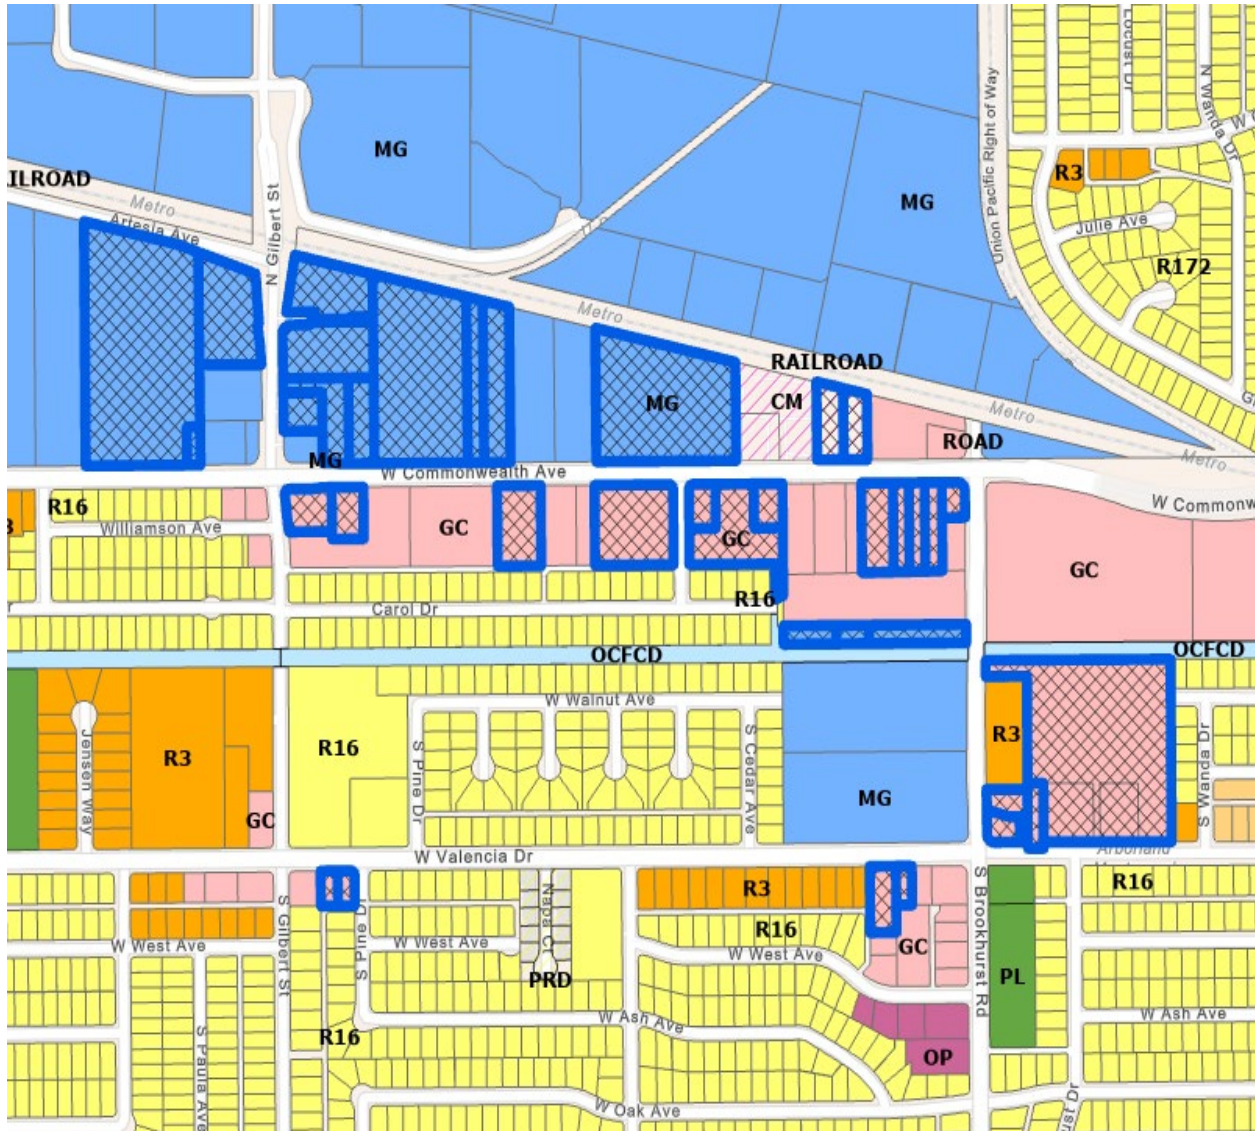 Locust Dr
N Wanda Dr
W C
Union Pacific Right of Way
MG
R3
ILROAD
Metro
MG
Artesia Ave
N Gilbert St
Julie Ave
R172
Metro
RAILROAD
MG
CM
Metro
ROAD
MG
W Commonwealth Ave
Metro
R16
W Commonw
Williamson Ave
GC
GC
GC
R16
Carol Dr
OCFCD
OCFCD
W Walnut Ave
R3
R16
S Pine Dr
S Cedar Ave
R3
Jensen Way
MG
S Wanda Dr
GC
W Valencia Dr
Arborland
R3
R16
S Gilbert St
S Pine Dr
Napa C
S Brookhurst Rd
W West Ave
W West Ave
R16
W West Ave
GC
PRD
PL
W Ash Ave
W Ash Ave
R16
S Paula Ave
OP
W Oak Ave
ust Dr